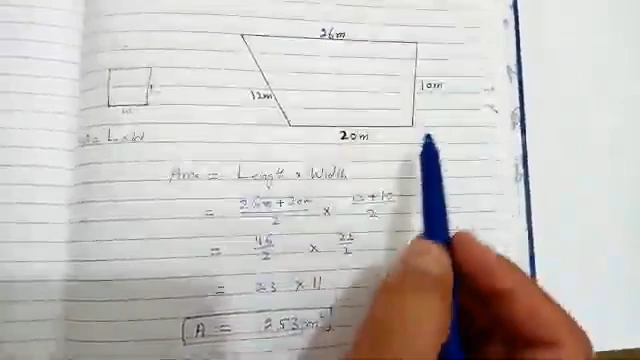 26m
10m
12m
20m
= L × W
Area = Length × Width
= 26m + 20m / 2 × 12 + 10 / 2
= 46 / 2 × 22 / 2
= 23 × 11
A = 253 m²